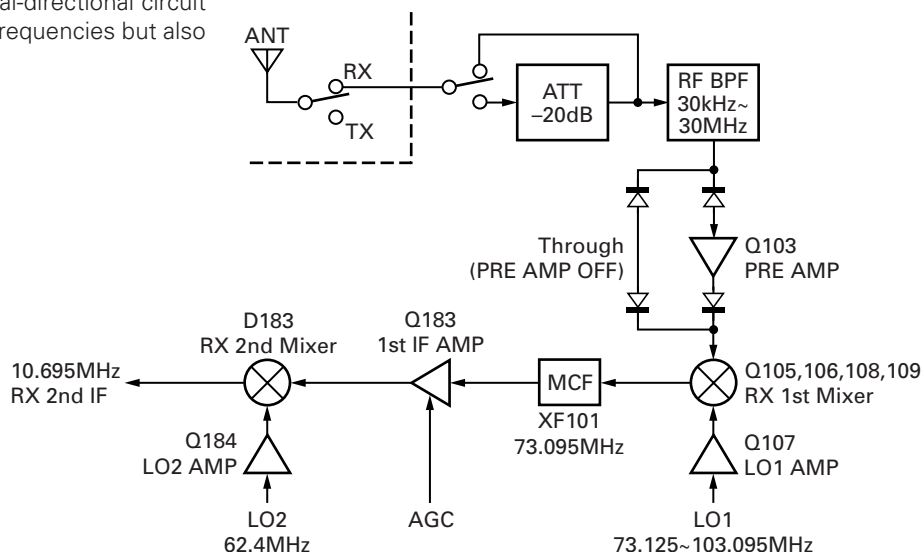 al-directional circuit
requencies but also
ANT
RX
TX
ATT
–20dB
RF BPF
30kHz~
30MHz
Through
(PRE AMP OFF)
Q103
PRE AMP
D183
RX 2nd Mixer
Q183
1st IF AMP
10.695MHz
RX 2nd IF
MCF
Q105,106,108,109
RX 1st Mixer
XF101
73.095MHz
Q184
LO2 AMP
Q107
LO1 AMP
LO2
62.4MHz
AGC
LO1
73.125~103.095MHz